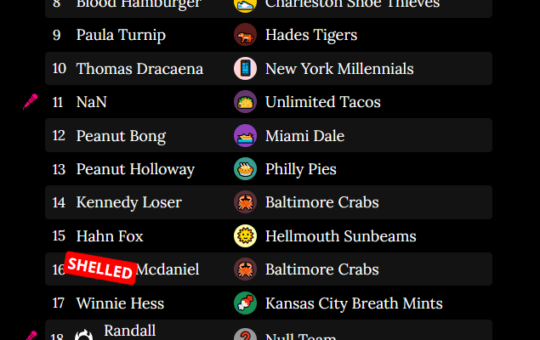 8 Blood Hamburger Charleston Shoe Thieves
9 Paula Turnip Hades Tigers
10 Thomas Dracaena New York Millennials
11 NaN Unlimited Tacos
12 Peanut Bong Miami Dale
13 Peanut Holloway Philly Pies
14 Kennedy Loser Baltimore Crabs
15 Hahn Fox Hellmouth Sunbeams
16 SHELLED Mcdaniel Baltimore Crabs
17 Winnie Hess Kansas City Breath Mints
18 Randall Null Team